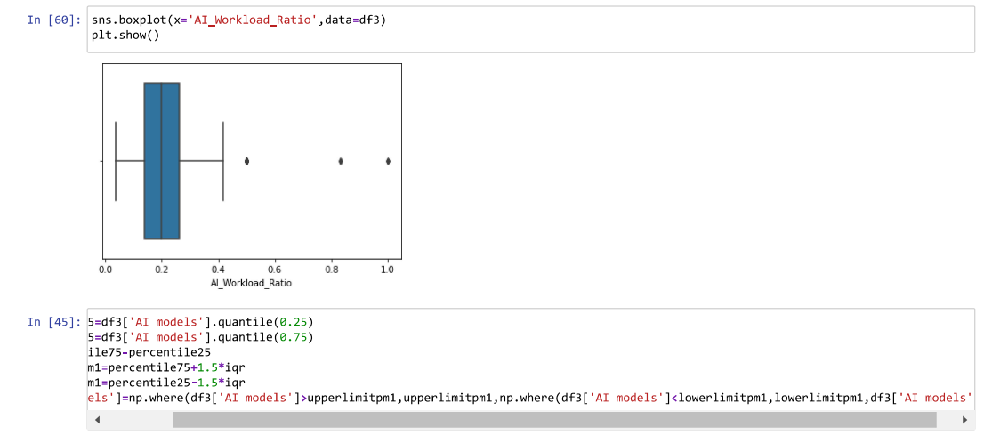 In [60]: sns.boxplot(x='AI_Workload_Ratio',data=df3)
plt.show()
0.0 0.2 0.4 0.6 0.8 1.0
AI_Workload_Ratio
In [45]: 5=df3['AI models'].quantile(0.25)
5=df3['AI models'].quantile(0.75)
ile75-percentile25
m1=percentile75+1.5*iqr
m1=percentile25-1.5*iqr
els']=np.where(df3['AI models']>upperlimitpm1,upperlimitpm1,np.where(df3['AI models']<lowerlimitpm1,lowerlimitpm1,df3['AI models'